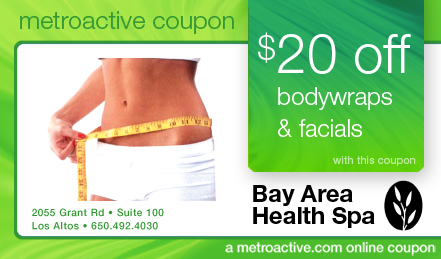 metroactive coupon
$20 off
bodywraps
& facials
with this coupon
2055 Grant Rd • Suite 100
Los Altos • 650.492.4030
Bay Area
Health Spa
a metroactive.com online coupon